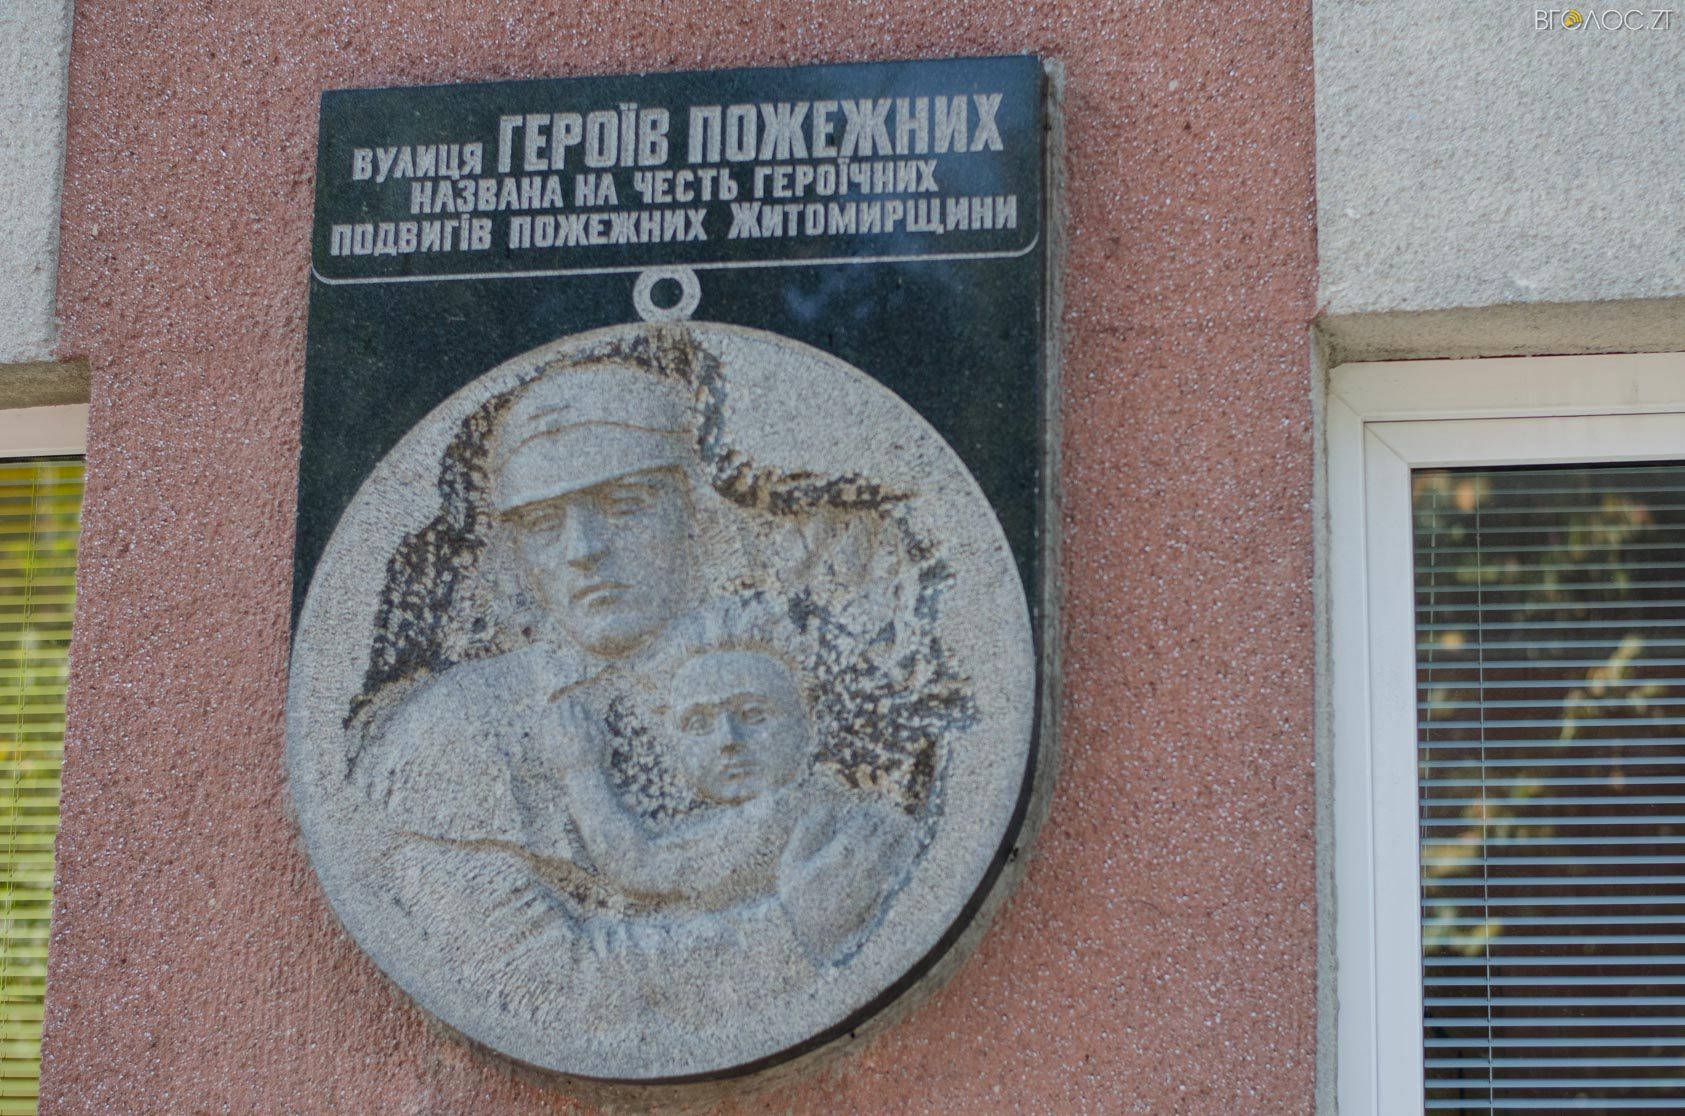 ВГОЛОС.ZT
ВУЛИЦЯ ГЕРОЇВ ПОЖЕЖНИХ
НАЗВАНА НА ЧЕСТЬ ГЕРОЇЧНИХ
ПОДВИГІВ ПОЖЕЖНИХ ЖИТОМИРЩИНИ